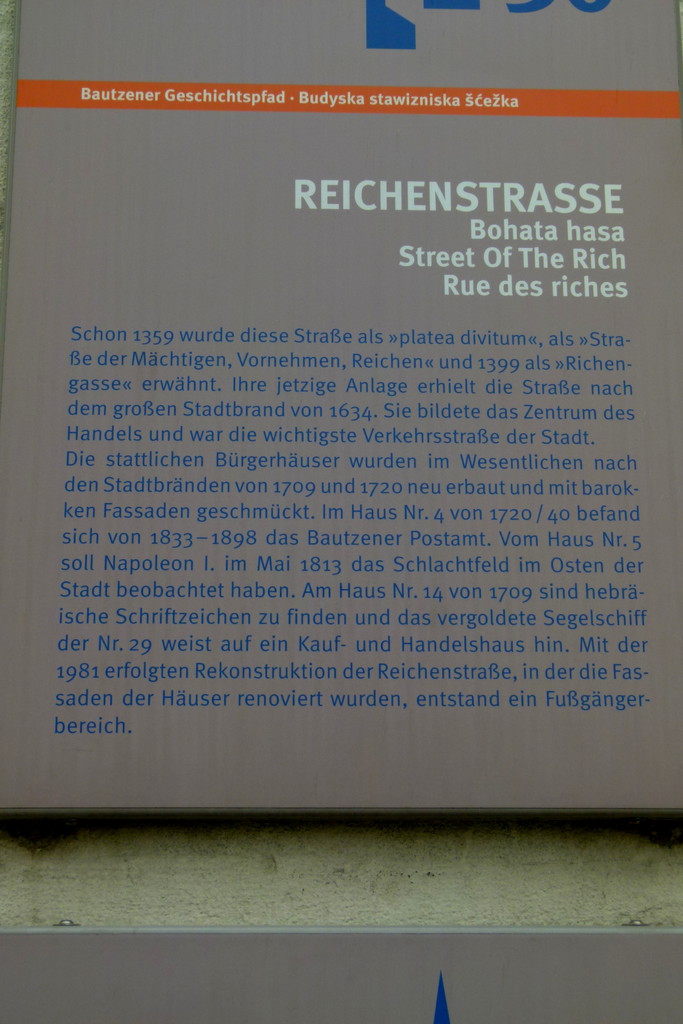 Bautzener Geschichtspfad · Budyska stawizniska šćežka
REICHENSTRASSE
Bohata hasa
Street Of The Rich
Rue des riches
Schon 1359 wurde diese Straße als »platea divitum«, als »Stra-
ße der Mächtigen, Vornehmen, Reichen« und 1399 als »Richen-
gasse« erwähnt. Ihre jetzige Anlage erhielt die Straße nach
dem großen Stadtbrand von 1634. Sie bildete das Zentrum des
Handels und war die wichtigste Verkehrsstraße der Stadt.
Die stattlichen Bürgerhäuser wurden im Wesentlichen nach
den Stadtbränden von 1709 und 1720 neu erbaut und mit barok-
ken Fassaden geschmückt. Im Haus Nr. 4 von 1720 / 40 befand
sich von 1833–1898 das Bautzener Postamt. Vom Haus Nr. 5
soll Napoleon I. im Mai 1813 das Schlachtfeld im Osten der
Stadt beobachtet haben. Am Haus Nr. 14 von 1709 sind hebrä-
ische Schriftzeichen zu finden und das vergoldete Segelschiff
der Nr. 29 weist auf ein Kauf- und Handelshaus hin. Mit der
1981 erfolgten Rekonstruktion der Reichenstraße, in der die Fas-
saden der Häuser renoviert wurden, entstand ein Fußgänger-
bereich.